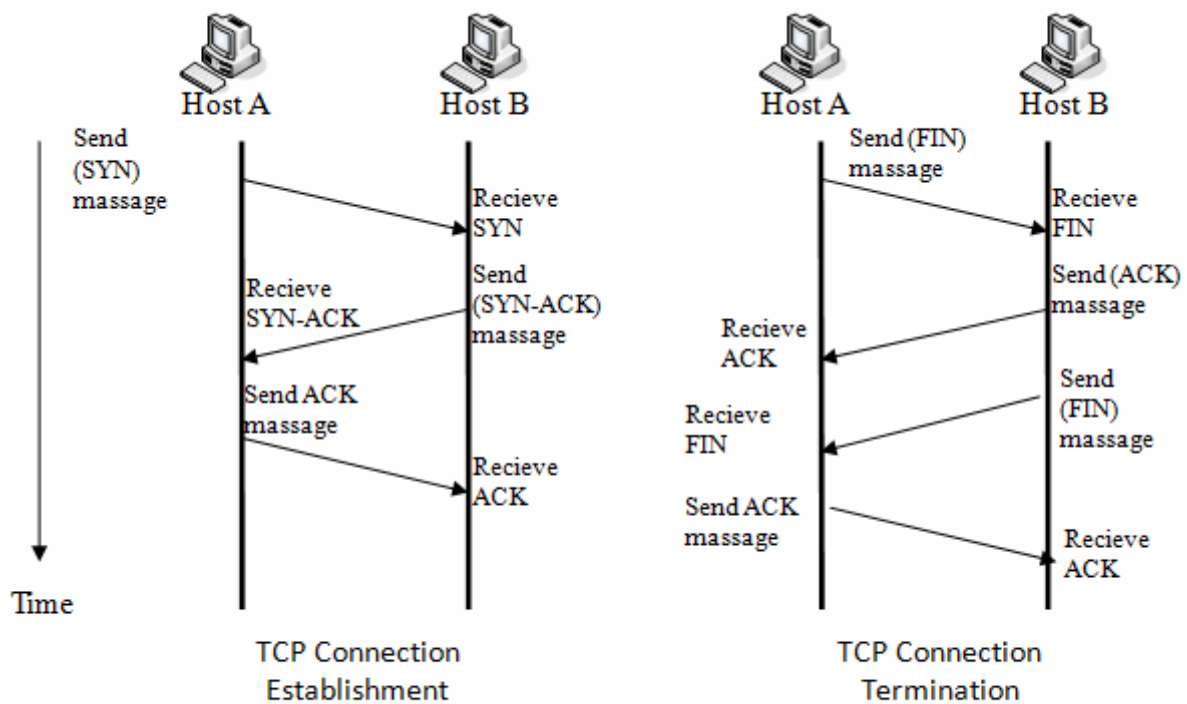 Host A
Host B
Send
(SYN)
massage
Recieve
SYN
Send
(SYN-ACK)
massage
Recieve
SYN-ACK
Send ACK
massage
Recieve
ACK
Time
TCP Connection
Establishment
Host A
Host B
Send (FIN)
massage
Recieve
FIN
Send (ACK)
massage
Recieve
ACK
Send
(FIN)
massage
Recieve
FIN
Send ACK
massage
Recieve
ACK
TCP Connection
Termination